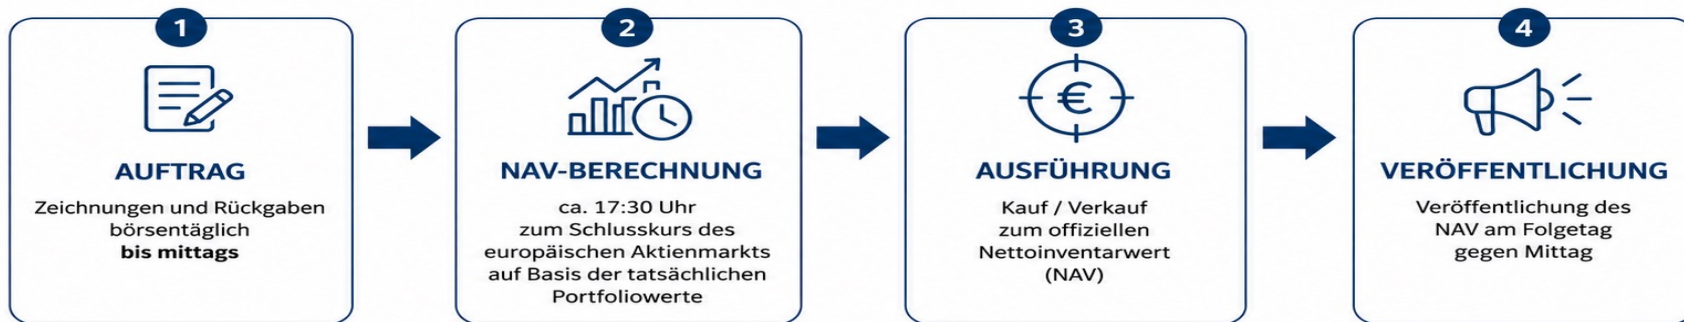 1
AUFTRAG
Zeichnungen und Rückgaben
börsentäglich
bis mittags
2
NAV-BERECHNUNG
ca. 17:30 Uhr
zum Schlusskurs des
europäischen Aktienmarkts
auf Basis der tatsächlichen
Portfoliowerte
3
€
AUSFÜHRUNG
Kauf / Verkauf
zum offiziellen
Nettoinventarwert
(NAV)
4
VERÖFFENTLICHUNG
Veröffentlichung des
NAV am Folgetag
gegen Mittag